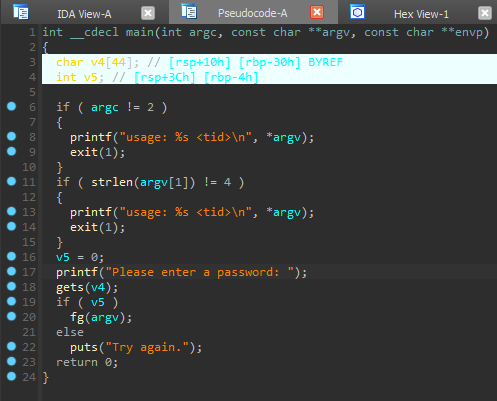 IDA View-A Pseudocode-A Hex View-1
1 int __cdecl main(int argc, const char **argv, const char **envp)
2 {
3   char v4[44]; // [rsp+10h] [rbp-30h] BYREF
4   int v5; // [rsp+3Ch] [rbp-4h]
5
6   if ( argc != 2 )
7   {
8     printf("usage: %s <tid>\n", *argv);
9     exit(1);
10   }
11   if ( strlen(argv[1]) != 4 )
12   {
13     printf("usage: %s <tid>\n", *argv);
14     exit(1);
15   }
16   v5 = 0;
17   printf("Please enter a password: ");
18   gets(v4);
19   if ( v5 )
20     fg(argv);
21   else
22     puts("Try again.");
23   return 0;
24 }